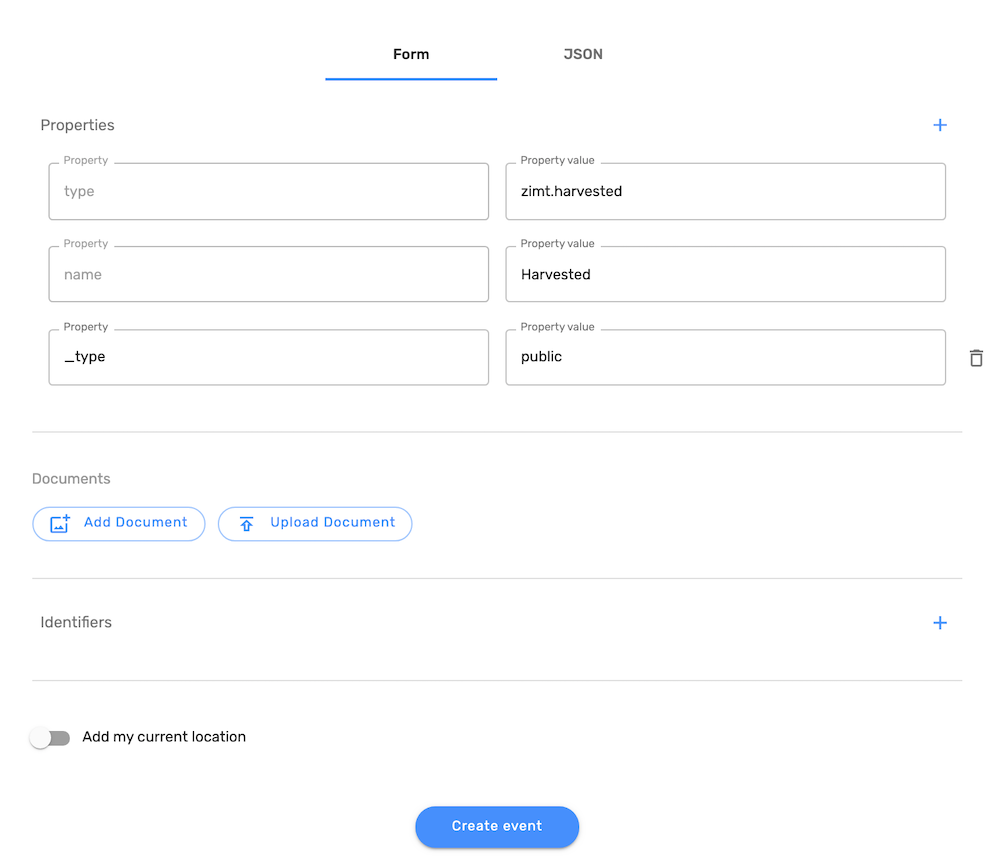 Form JSON
Properties
Property Property value
type zimt.harvested
Property Property value
name Harvested
Property Property value
_type public
Documents
Add Document Upload Document
Identifiers
Add my current location
Create event